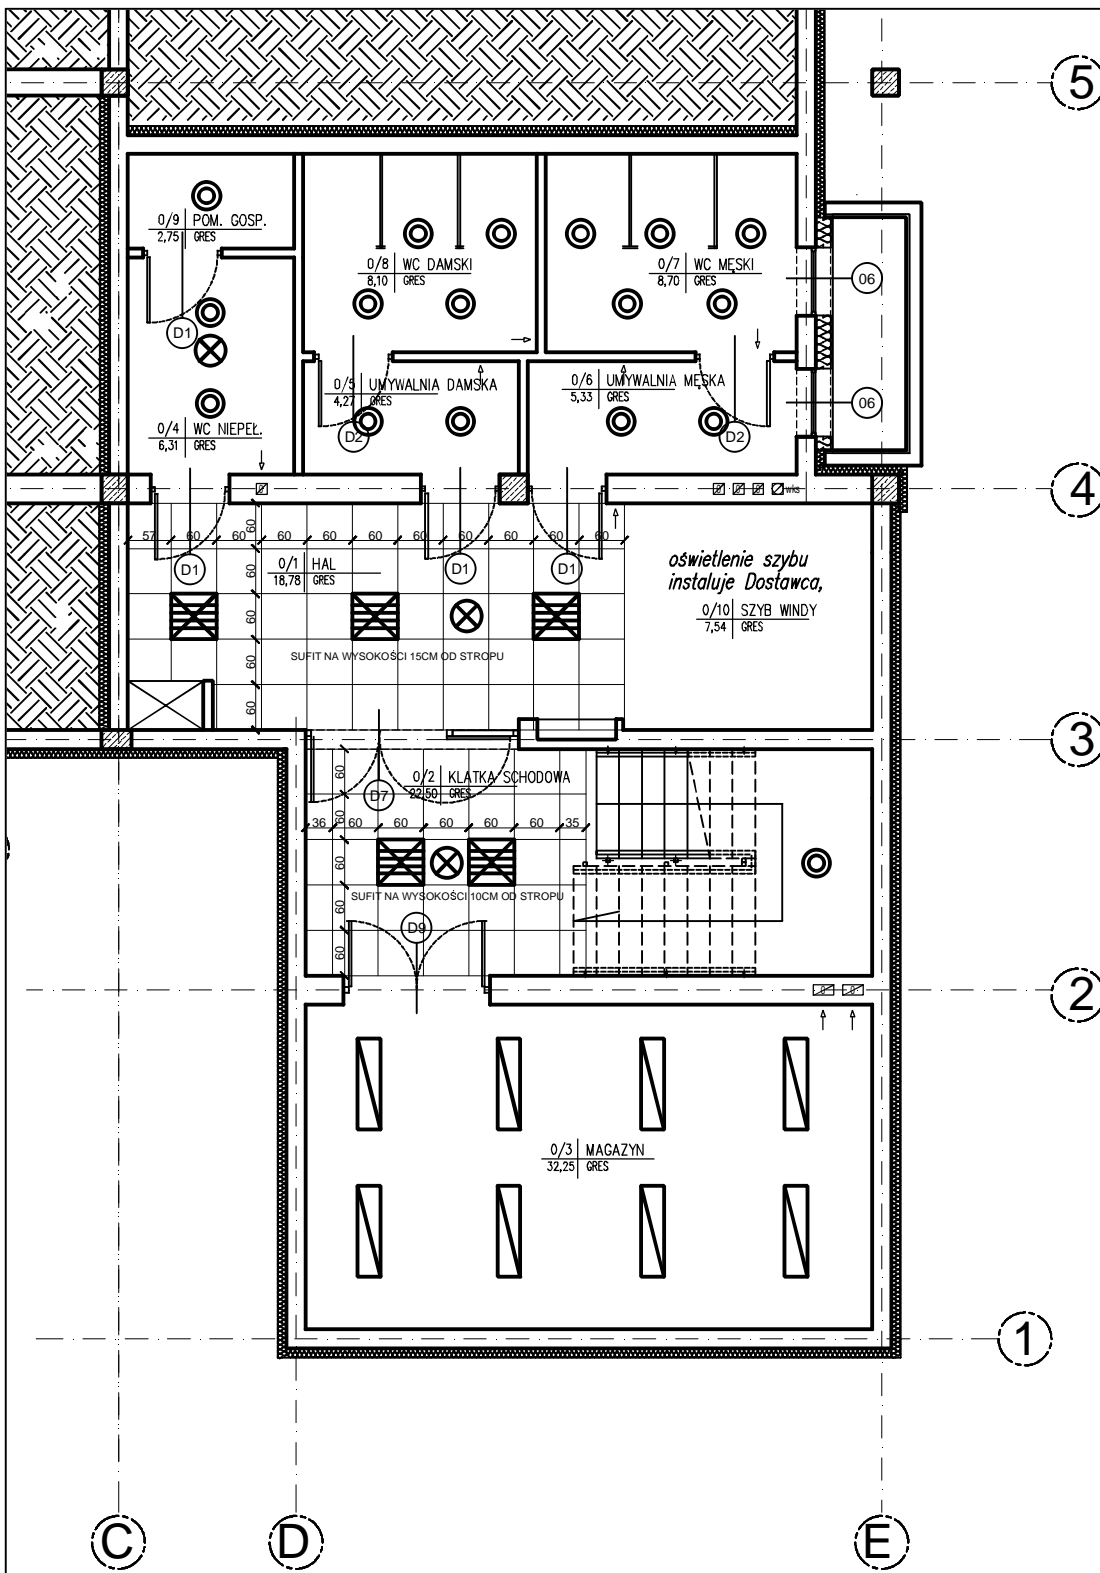 5
0/9 POM. GOSP.
2,75 GRES
0/8 WC DAMSKI
8,10 GRES
0/7 WC MĘSKI
8,70 GRES
06
D1
0/5 UMYWALNIA DAMSKA
4,27 GRES
0/6 UMYWALNIA MĘSKA
5,33 GRES
06
0/4 WC NIEPEŁ.
6,31 GRES
D2
D2
wks
4
57 60 60 60 60 60 60 60 60 60 60
60
60
60
60
60
D1
0/1 HAL
18,78 GRES
D1
D1
oświetlenie szybu
instaluje Dostawca,
0/10 SZYB WINDY
7,54 GRES
SUFIT NA WYSOKOŚCI 15CM OD STROPU
3
0/2 KLATKA SCHODOWA
22,50 GRES
D7
60
60
60
60
60
36 60 60 60 60 60 35
SUFIT NA WYSOKOŚCI 10CM OD STROPU
D9
2
0/3 MAGAZYN
32,25 GRES
1
C D E